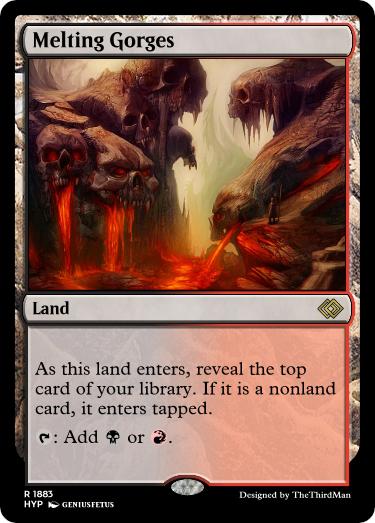 Melting Gorges
Land
As this land enters, reveal the top
card of your library. If it is a nonland
card, it enters tapped.
: Add or .
R 1883
HYP GENIUSFETUS
Designed by TheThirdMan